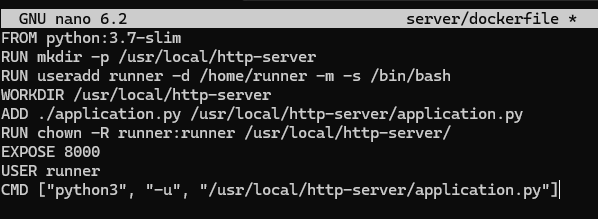 GNU nano 6.2 server/dockerfile *
FROM python:3.7-slim
RUN mkdir -p /usr/local/http-server
RUN useradd runner -d /home/runner -m -s /bin/bash
WORKDIR /usr/local/http-server
ADD ./application.py /usr/local/http-server/application.py
RUN chown -R runner:runner /usr/local/http-server/
EXPOSE 8000
USER runner
CMD ["python3", "-u", "/usr/local/http-server/application.py"]